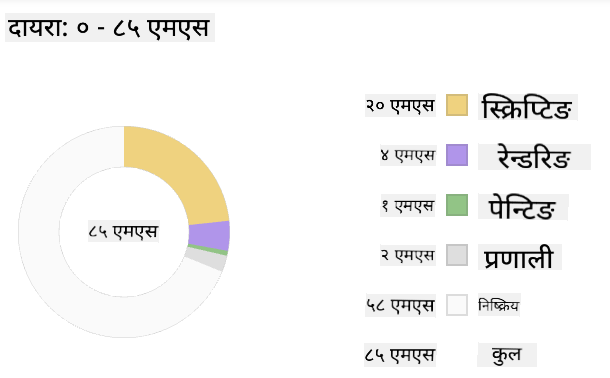 दायरा: ० - ८५ एमएस
२० एमएस स्क्रिप्टिङ
४ एमएस रेन्डरिङ
१ एमएस पेन्टिङ
८५ एमएस
२ एमएस प्रणाली
५८ एमएस निष्क्रिय
८५ एमएस कुल